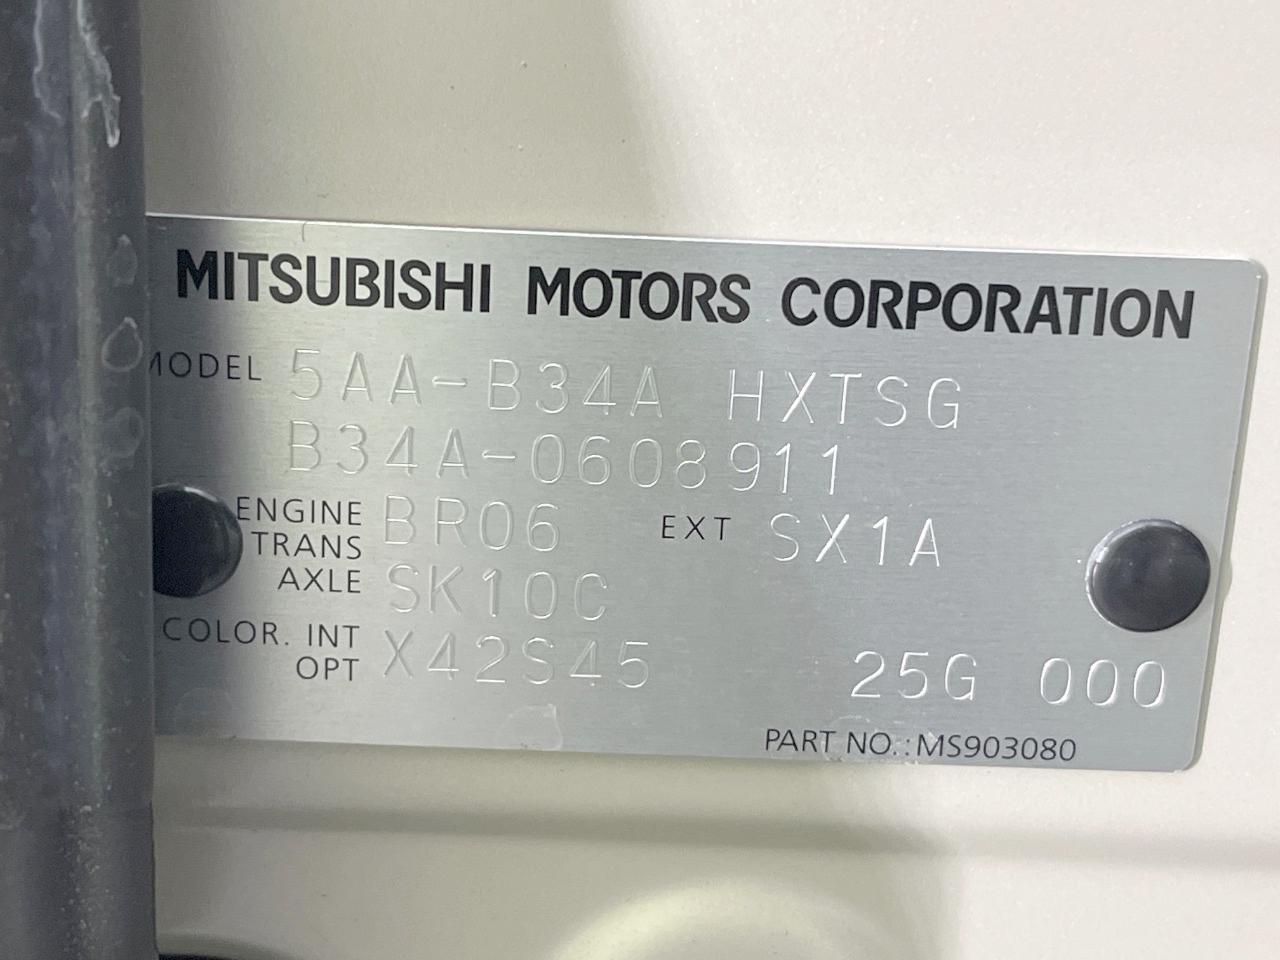 MITSUBISHI MOTORS CORPORATION
MODEL 5AA-B34A HXTSG
B34A-0608911
ENGINE BR06 EXT SX1A
TRANS
AXLE SK10C
COLOR. INT
OPT X42S45 25G 000
PART NO.:MS903080